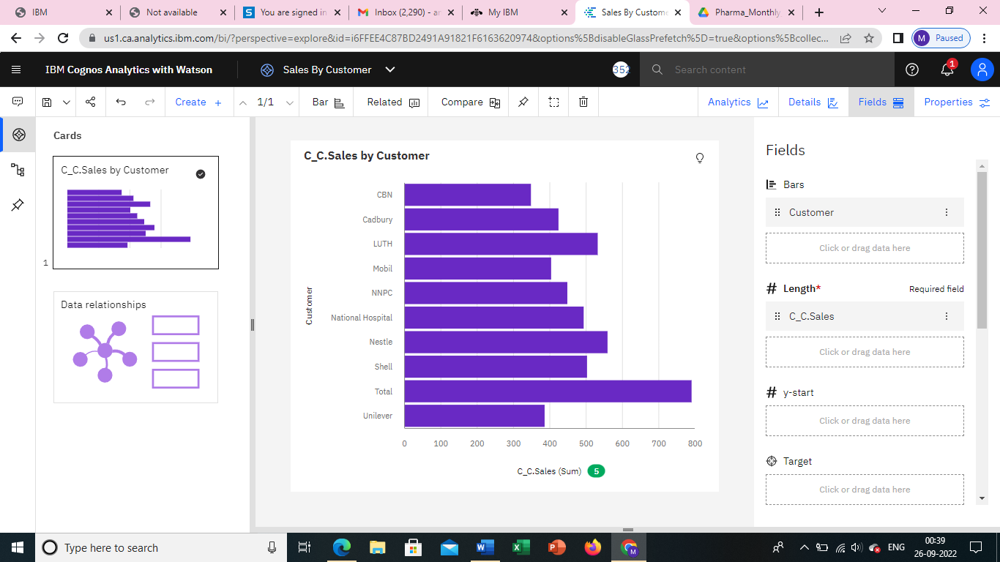 IBM
Not available
You are signed in
Inbox (2,290) - an
My IBM
Sales By Custome
Pharma_Monthly_
us1.ca.analytics.ibm.com/bi/?perspective=explore&id=i6FFEE4C87BD2491A91821F6163620974&options%5BdisableGlassPrefetch%5D=true&options%5Bcollec...
M Paused
IBM Cognos Analytics with Watson
Sales By Customer
352
Search content
1
Create +
1/1
Bar
Related
Compare
Analytics
Details
Fields
Properties
Cards
C_C.Sales by Customer
1
Data relationships
C_C.Sales by Customer
Customer
CBN
Cadbury
LUTH
Mobil
NNPC
National Hospital
Nestle
Shell
Total
Unilever
0 100 200 300 400 500 600 700 800
C_C.Sales (Sum) 5
Fields
Bars
Customer
Click or drag data here
# Length* Required field
C_C.Sales
Click or drag data here
# y-start
Click or drag data here
Target
Click or drag data here
Type here to search
ENG
00:39
26-09-2022